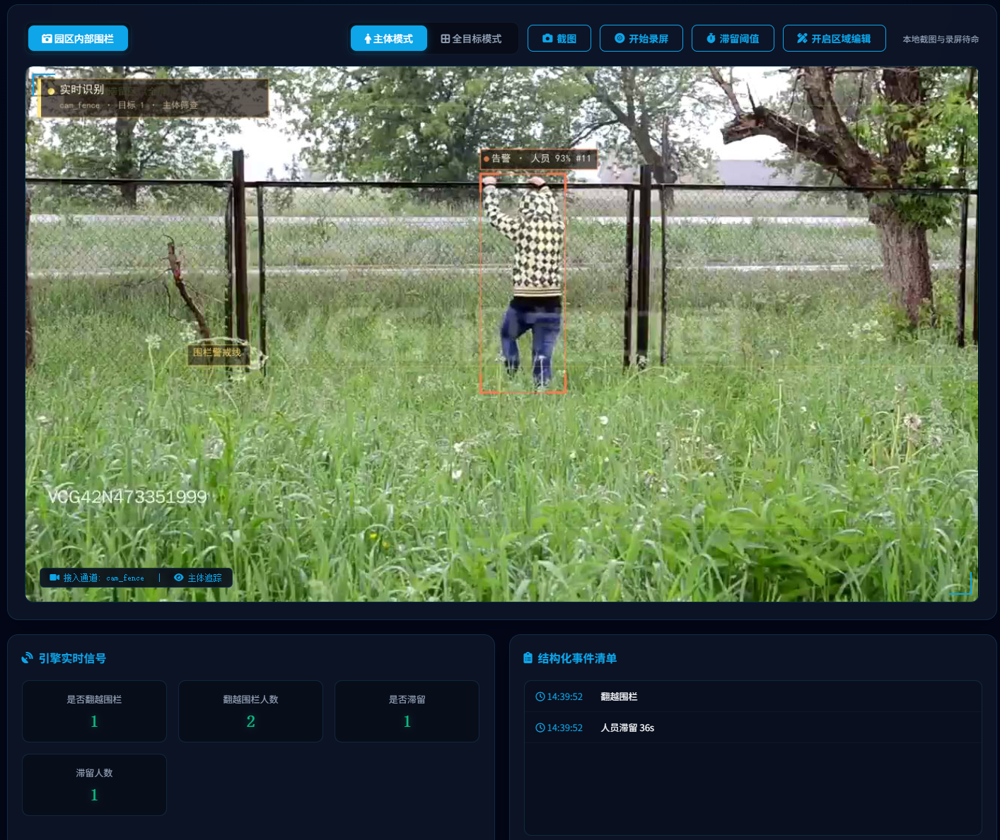 园区内部围栏
主体模式
全目标模式
截图
开始录屏
滞留阈值
开启区域编辑
本地截图与录屏待命
实时识别
cam_fence · 目标 1 · 主体筛查
告警 · 人员 93% #11
围栏警戒线
VCG42N473351999
接入通道: cam_fence | 主体追踪
引擎实时信号
是否翻越围栏
1
翻越围栏人数
2
是否滞留
1
滞留人数
1
结构化事件清单
14:39:52 翻越围栏
14:39:52 人员滞留 36s